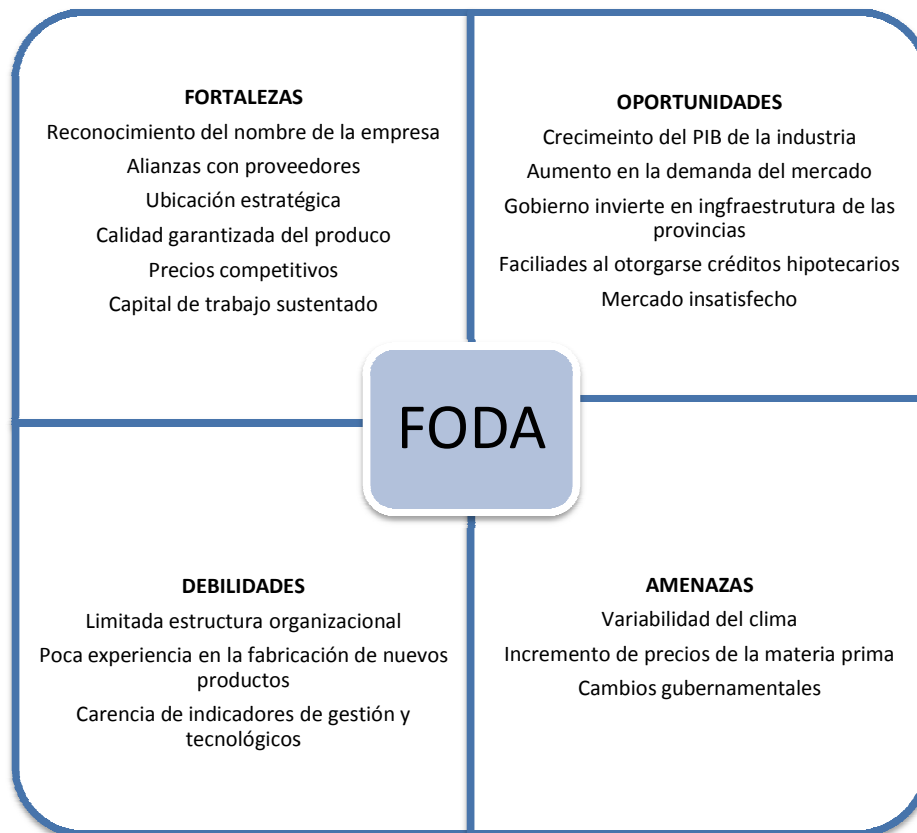 FORTALEZAS
Reconocimiento del nombre de la empresa
Alianzas con proveedores
Ubicación estratégica
Calidad garantizada del produco
Precios competitivos
Capital de trabajo sustentado
OPORTUNIDADES
Crecimeinto del PIB de la industria
Aumento en la demanda del mercado
Gobierno invierte en ingfraestrutura de las
provincias
Faciliades al otorgarse créditos hipotecarios
Mercado insatisfecho
FODA
DEBILIDADES
Limitada estructura organizacional
Poca experiencia en la fabricación de nuevos
productos
Carencia de indicadores de gestión y
tecnológicos
AMENAZAS
Variabilidad del clima
Incremento de precios de la materia prima
Cambios gubernamentales